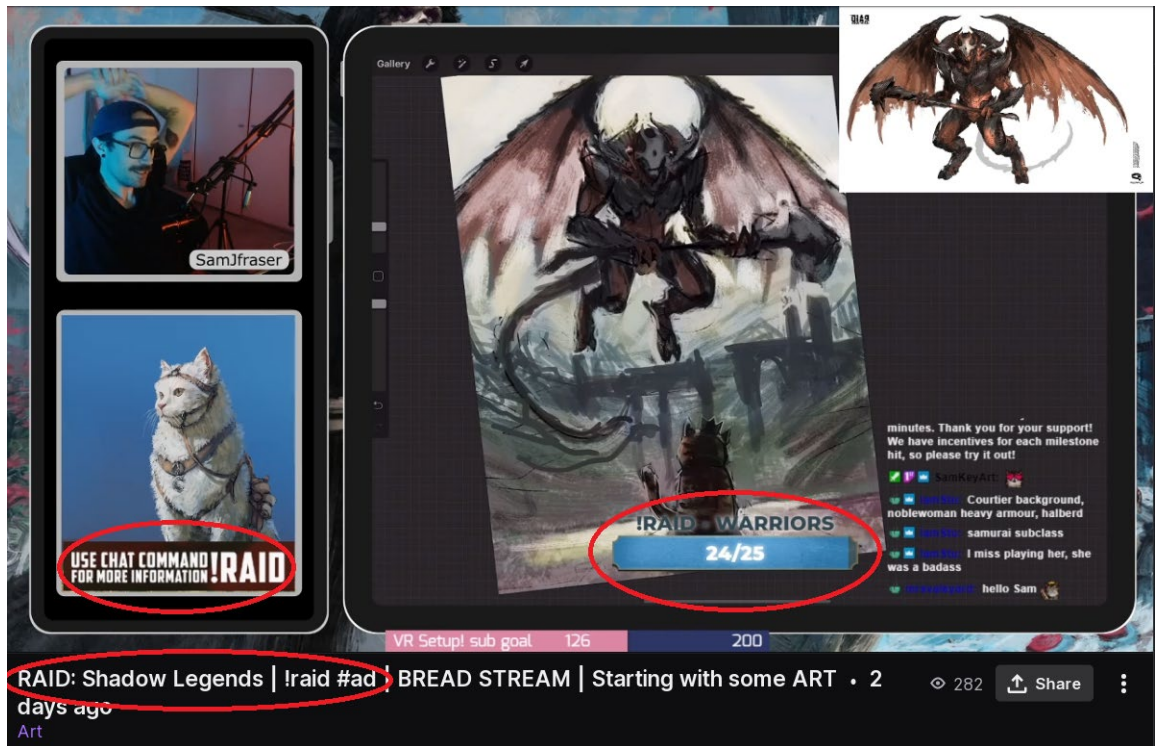 Gallery
RAID
SamJfraser
USE CHAT COMMAND
FOR MORE INFORMATION !RAID
!RAID - WARRIORS
24/25
minutes. Thank you for your support!
We have incentives for each milestone
hit, so please try it out!
SamKeyArt:
Courtier background,
noblewoman heavy armour, halberd
samurai subclass
I miss playing her, she
was a badass
hello Sam
VR Setup! sub goal 126 200
RAID: Shadow Legends | !raid #ad | BREAD STREAM | Starting with some ART • 2
days ago
282
Share
Art